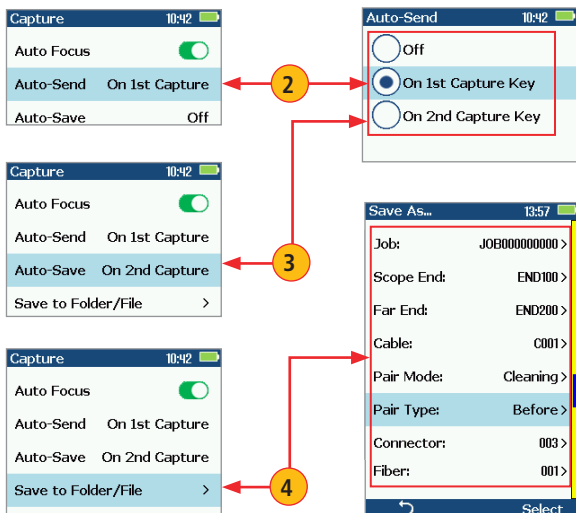 Capture 10:42
Auto Focus
Auto-Send On 1st Capture
Auto-Save Off
2
Auto-Send 10:42
Off
On 1st Capture Key
On 2nd Capture Key
Capture 10:42
Auto Focus
Auto-Send On 1st Capture
Auto-Save On 2nd Capture
Save to Folder/File >
3
Capture 10:42
Auto Focus
Auto-Send On 1st Capture
Auto-Save On 2nd Capture
Save to Folder/File >
4
Save As... 13:57
Job: JOB000000000 >
Scope End: END100 >
Far End: END200 >
Cable: C001 >
Pair Mode: Cleaning >
Pair Type: Before >
Connector: 003 >
Fiber: 001 >
Select